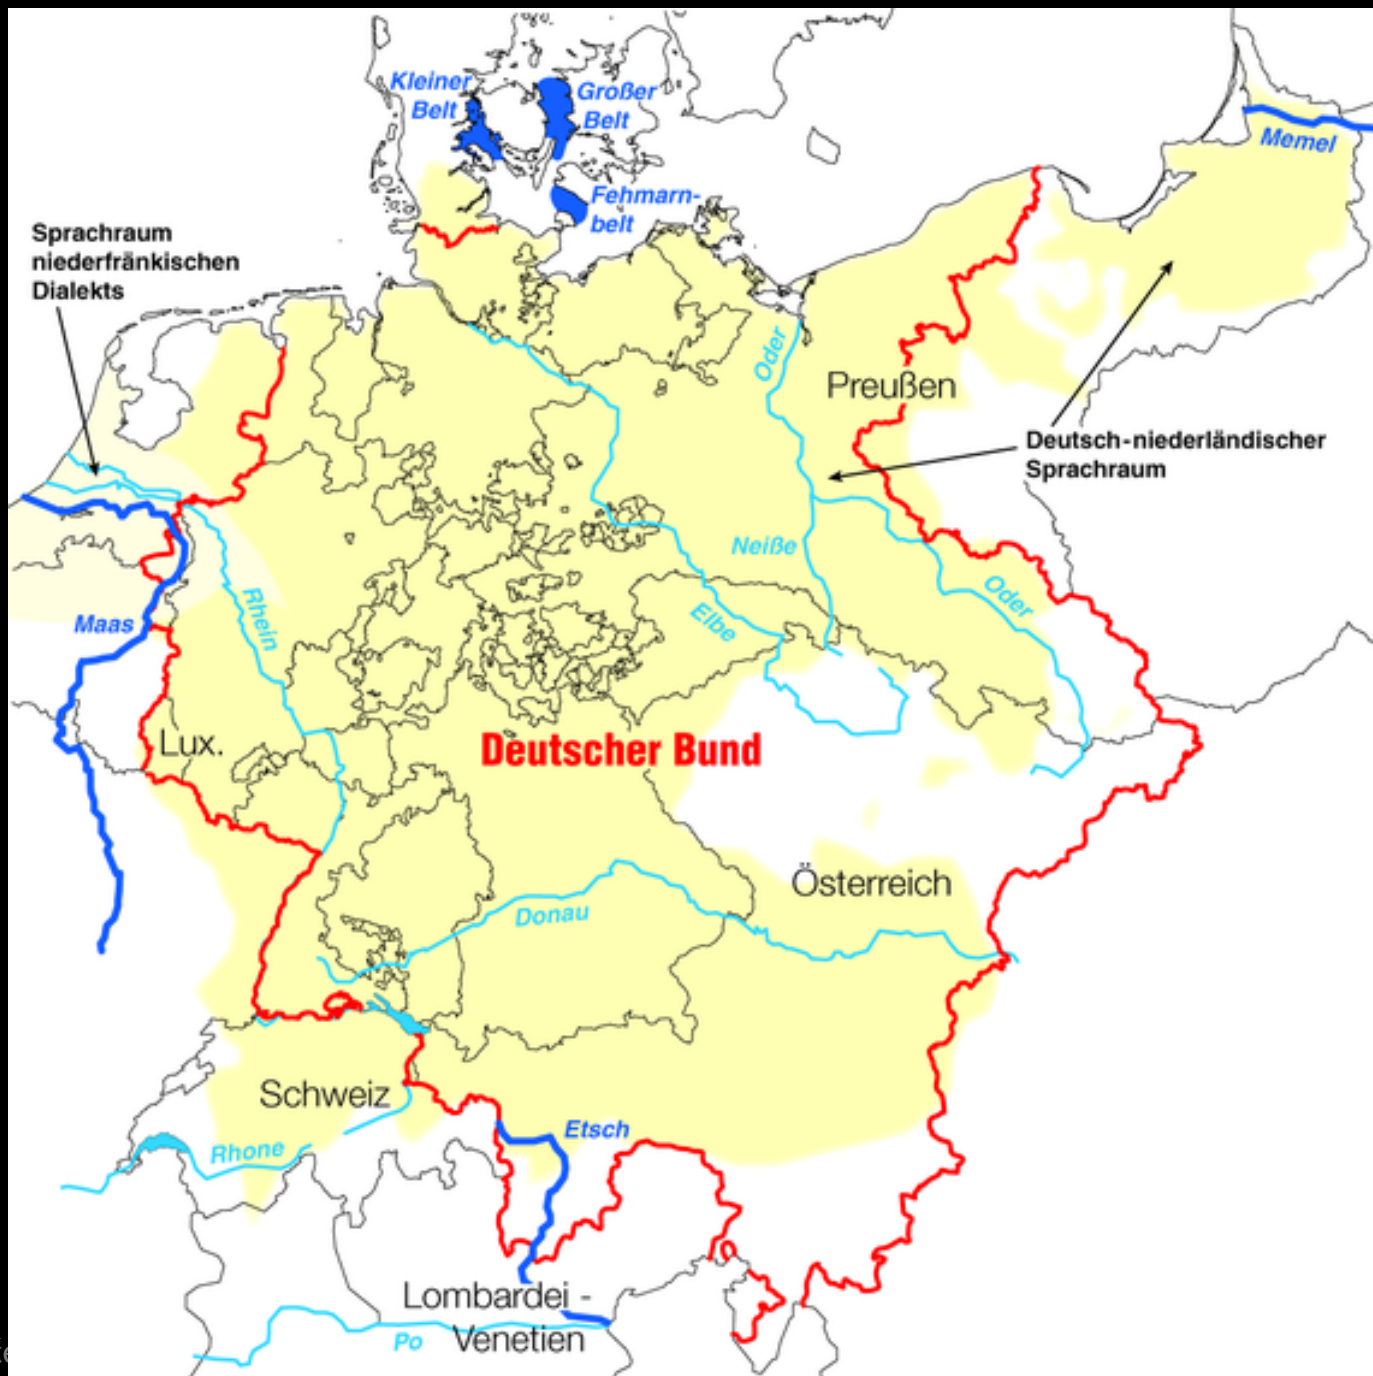 Kleiner
Belt
Großer
Belt
Memel
Fehmarn-
belt
Sprachraum
niederfränkischen
Dialekts
Oder
Preußen
Deutsch-niederländischer
Sprachraum
Neiße
Oder
Rhein
Elbe
Maas
Lux.
Deutscher Bund
Österreich
Donau
Schweiz
Etsch
Rhone
Lombardei -
Venetien
Po